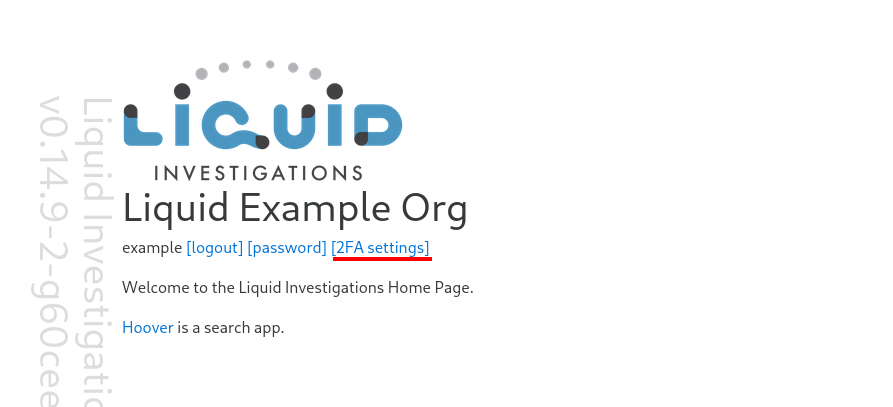 LIQUID
INVESTIGATIONS
Liquid Example Org
example [logout] [password] [2FA settings]
Welcome to the Liquid Investigations Home Page.
Hoover is a search app.
Liquid
v0.14.9-2-g60cee